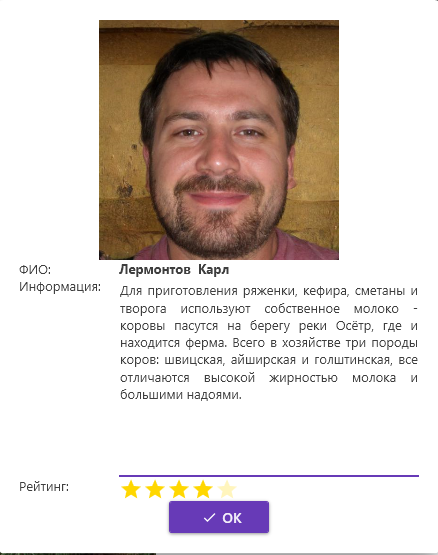 ФИО: Лермонтов Карл
Информация:
Для приготовления ряженки, кефира, сметаны и
творога используют собственное молоко -
коровы пасутся на берегу реки Осётр, где и
находится ферма. Всего в хозяйстве три породы
коров: швицская, айширская и голштинская, все
отличаются высокой жирностью молока и
большими надоями.
Рейтинг:
OK